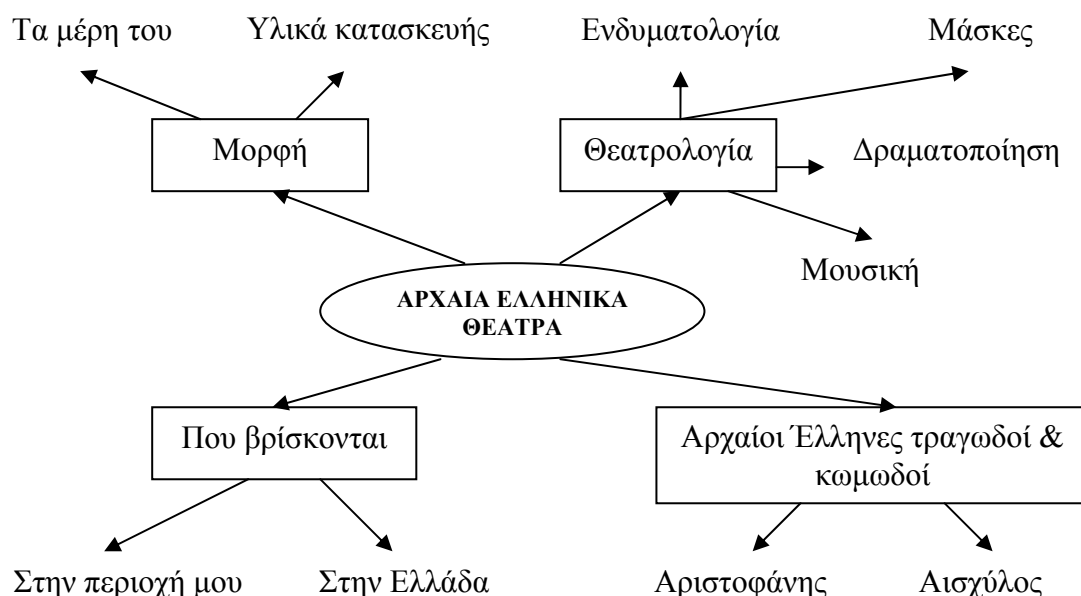 Τα μέρη του
Υλικά κατασκευής
Ενδυματολογία
Μάσκες
Μορφή
Θεατρολογία
Δραματοποίηση
Μουσική
ΑΡΧΑΙΑ ΕΛΛΗΝΙΚΑ
ΘΕΑΤΡΑ
Που βρίσκονται
Αρχαίοι Έλληνες τραγωδοί &
κωμωδοί
Στην περιοχή μου
Στην Ελλάδα
Αριστοφάνης
Αισχύλος